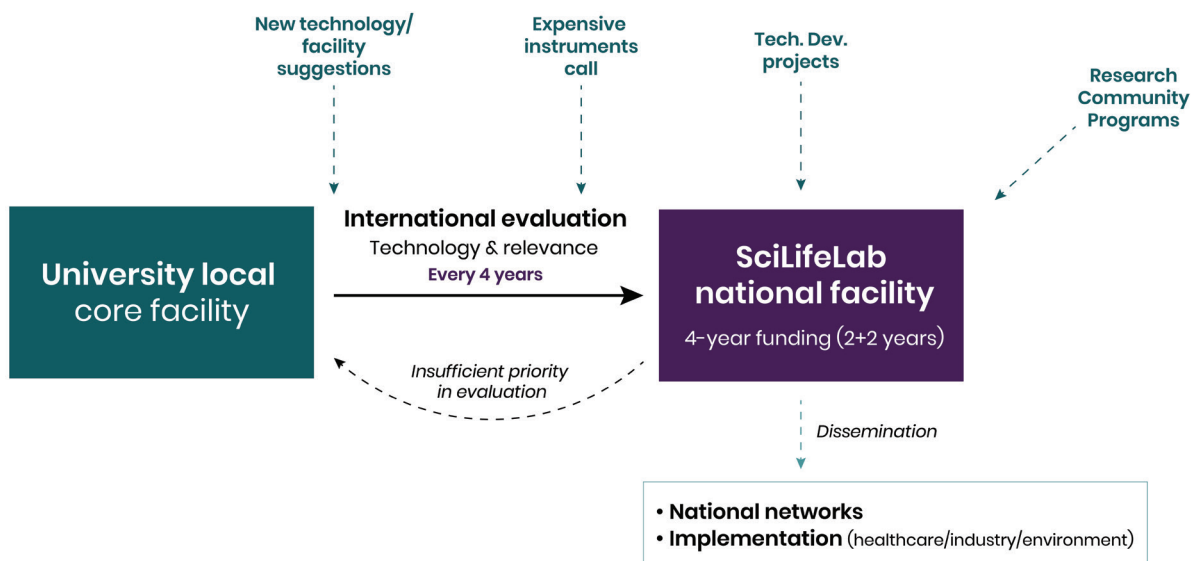 New technology/
facility
suggestions
Expensive
instruments
call
Tech. Dev.
projects
Research
Community
Programs
University local
core facility
International evaluation
Technology & relevance
Every 4 years
SciLifeLab
national facility
4-year funding (2+2 years)
Insufficient priority
in evaluation
Dissemination
• National networks
• Implementation (healthcare/industry/environment)